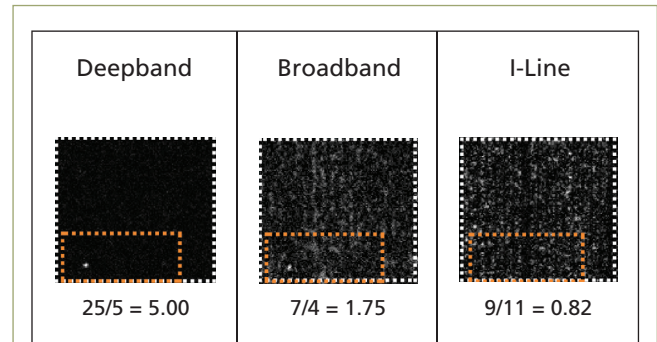 Deepband Broadband I-Line
25/5 = 5.00 7/4 = 1.75 9/11 = 0.82